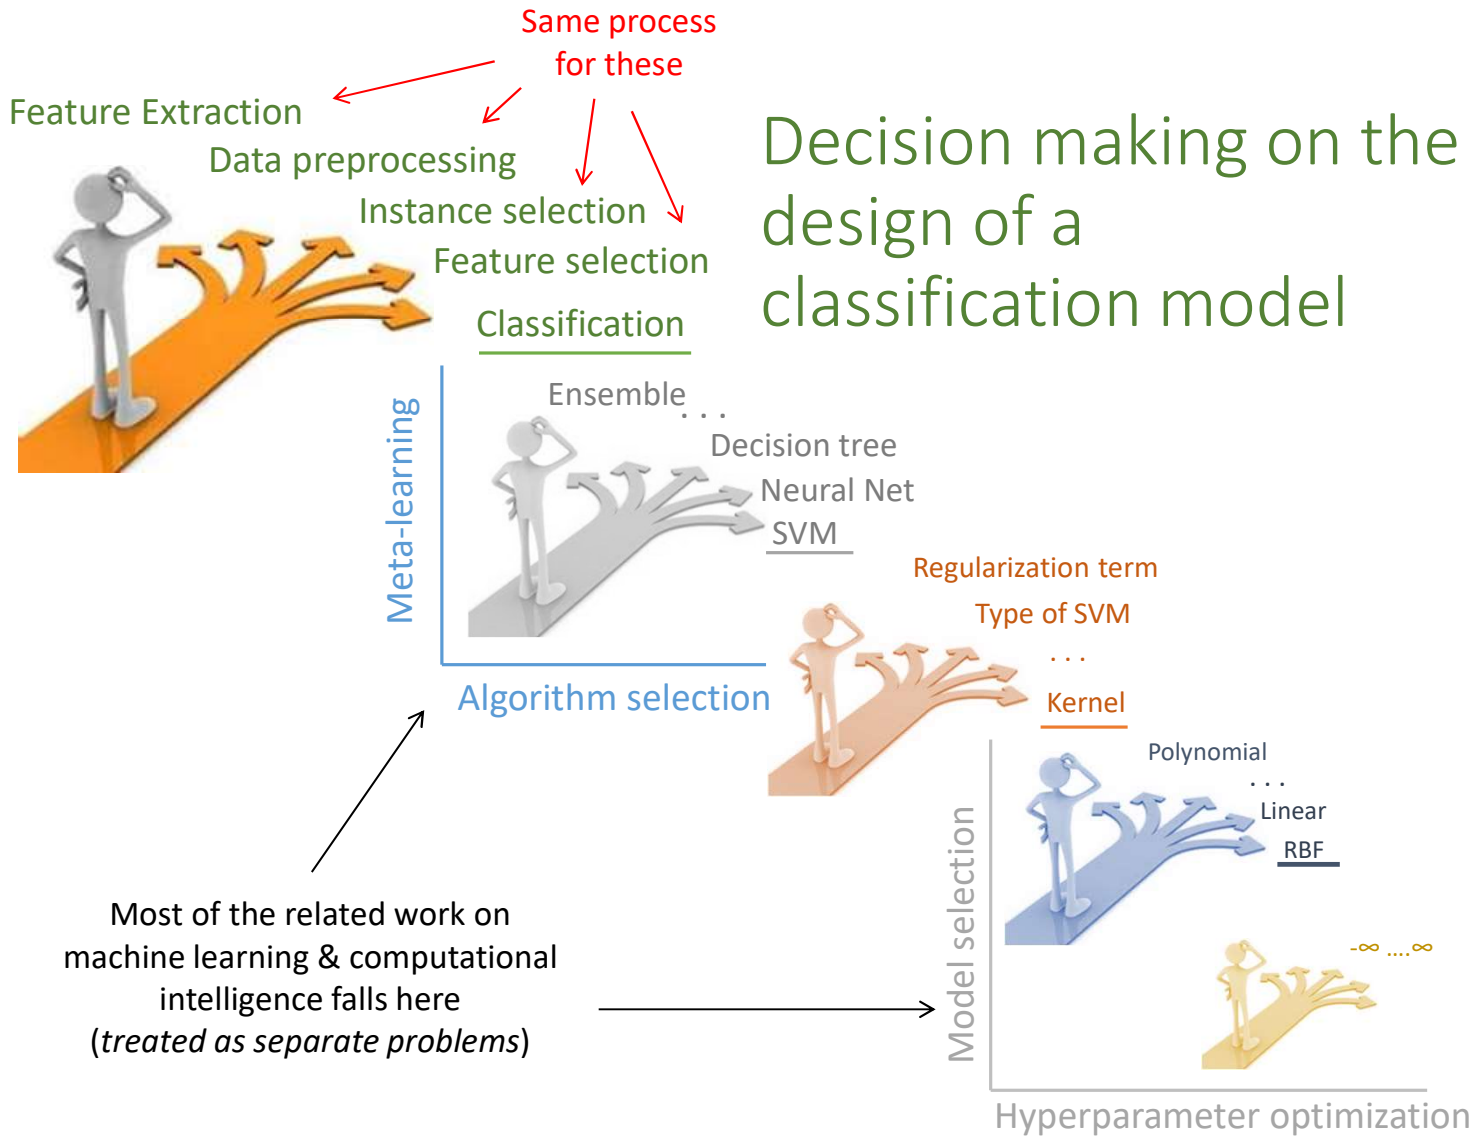 Same process
for these
Feature Extraction
Data preprocessing
Instance selection
Feature selection
Classification
Decision making on the
design of a
classification model
Meta-learning
Algorithm selection
Ensemble
. . .
Decision tree
Neural Net
SVM
Regularization term
Type of SVM
. . .
Kernel
Polynomial
. . .
Linear
RBF
-∞ ....∞
Model selection
Hyperparameter optimization
Most of the related work on
machine learning & computational
intelligence falls here
(treated as separate problems)